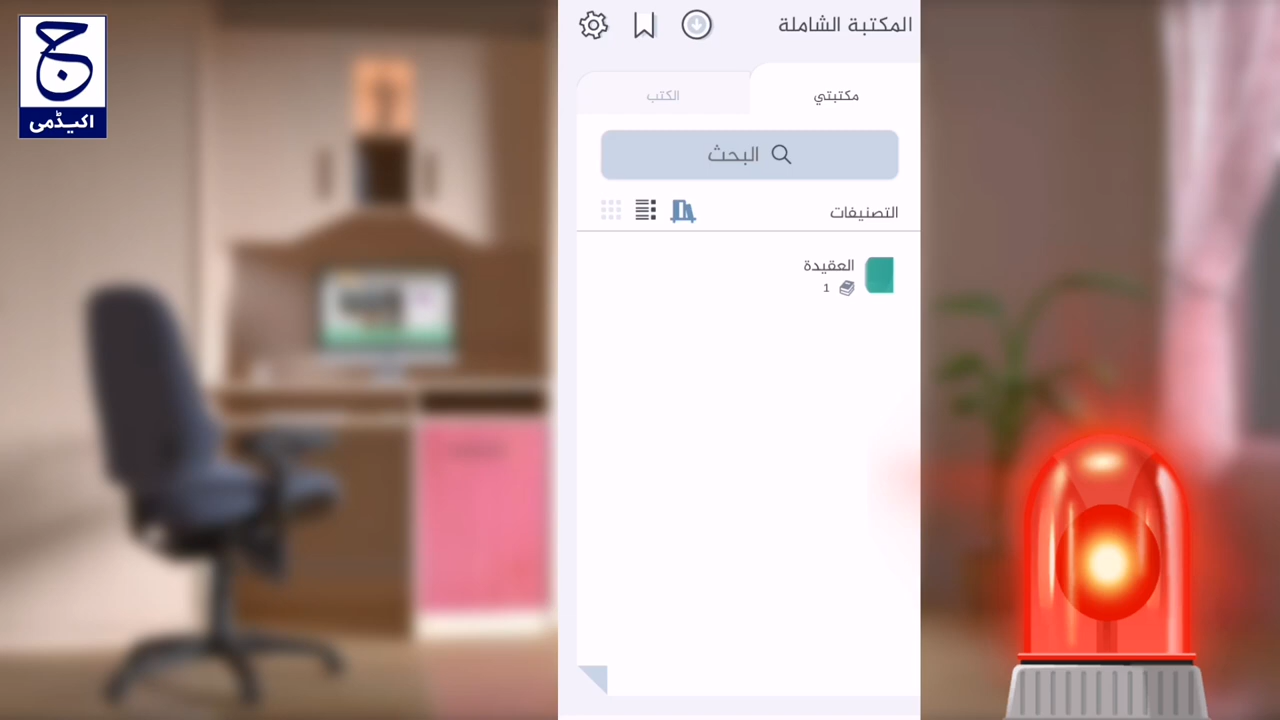 ج
اکیڈمی
المكتبة الشاملة
مكتبتي
الكتب
البحث
التصنيفات
العقيدة
1